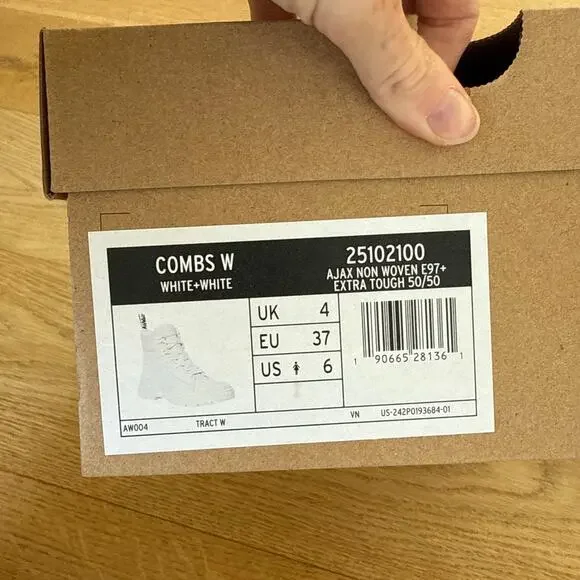 COMBS W
WHITE+WHITE
25102100
AJAX NON WOVEN E97+
EXTRA TOUGH 50/50
UK 4
EU 37
US 6
1 90665 28136 1
AW004 TRACT W VN US-242P0193684-01